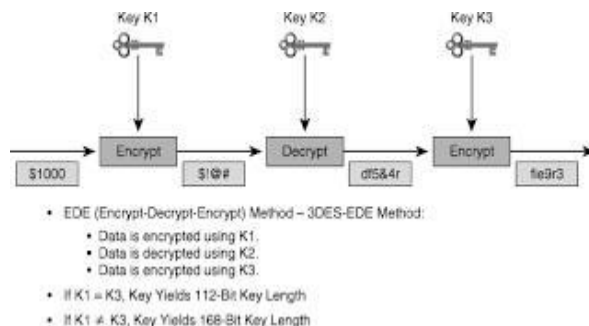 Key K1 Key K2 Key K3
Encrypt Decrypt Encrypt
$1000 $!@# df5&4r fie9r3
• EDE (Encrypt-Decrypt-Encrypt) Method – 3DES-EDE Method:
• Data is encrypted using K1.
• Data is decrypted using K2.
• Data is encrypted using K3.
• If K1 = K3, Key Yields 112-Bit Key Length
• If K1 ≠ K3, Key Yields 168-Bit Key Length